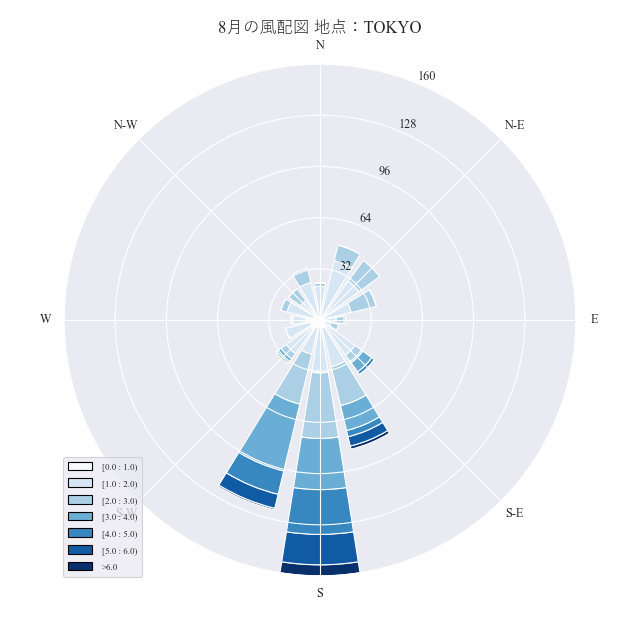 8月の風配図 地点：TOKYO
N
160
N-W
N-E
128
96
64
32
W
E
[0.0 : 1.0)
[1.0 : 2.0)
[2.0 : 3.0)
[3.0 : 4.0)
[4.0 : 5.0)
[5.0 : 6.0)
>6.0
S-W
S-E
S